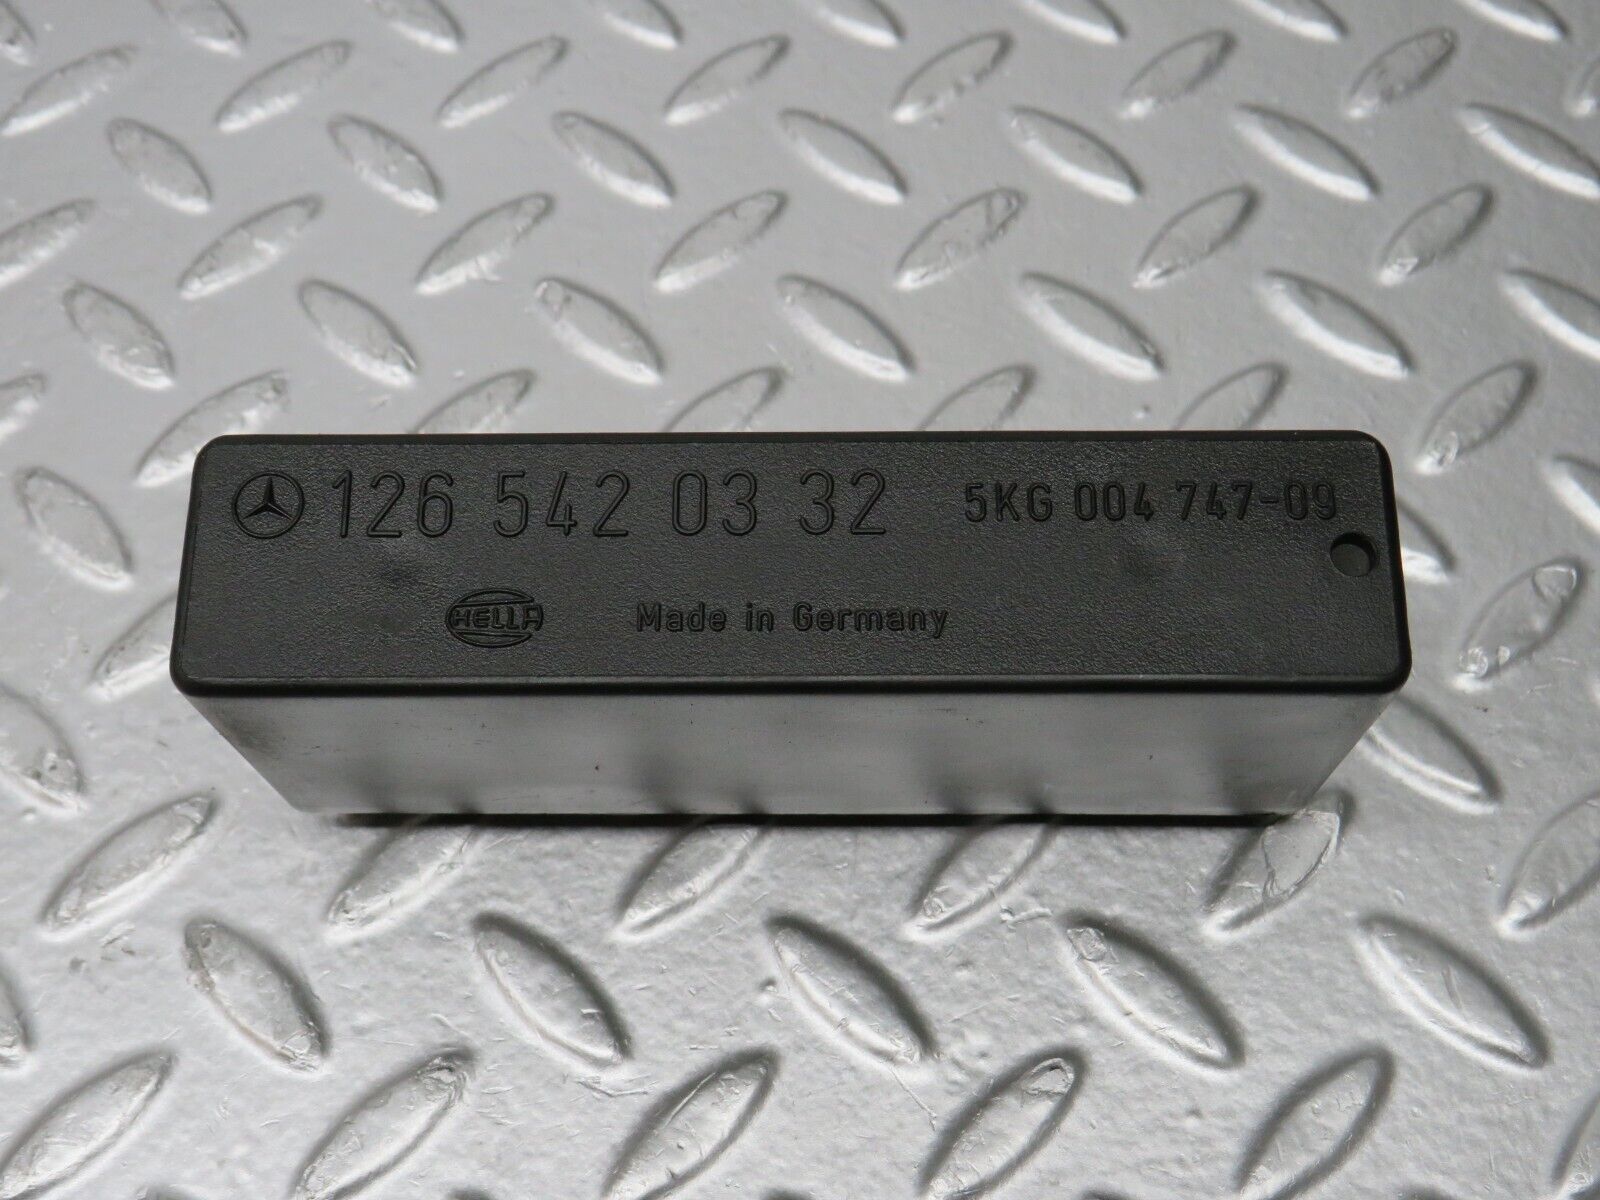 126 542 03 32 5KG 004 747-09
HELLA Made in Germany